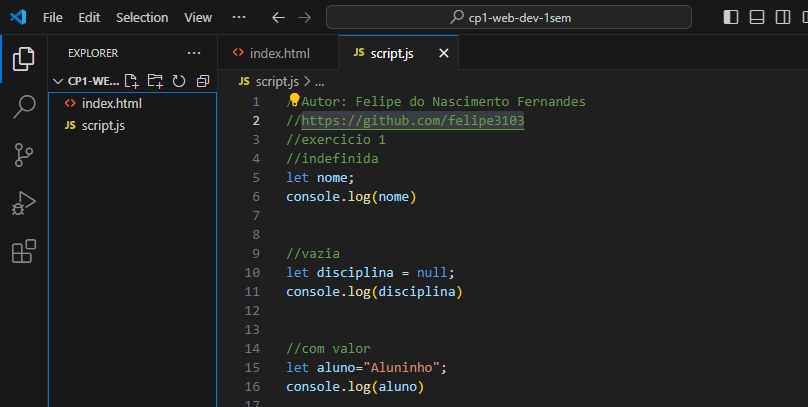 File Edit Selection View ··· cp1-web-dev-1sem
EXPLORER ···
index.html
JS script.js
CP1-WE...
index.html
JS script.js
JS script.js > ...
1 / Autor: Felipe do Nascimento Fernandes
2 //https://github.com/felipe3103
3 //exercicio 1
4 //indefinida
5 let nome;
6 console.log(nome)
7
8
9 //vazia
10 let disciplina = null;
11 console.log(disciplina)
12
13
14 //com valor
15 let aluno="Aluninho";
16 console.log(aluno)
17